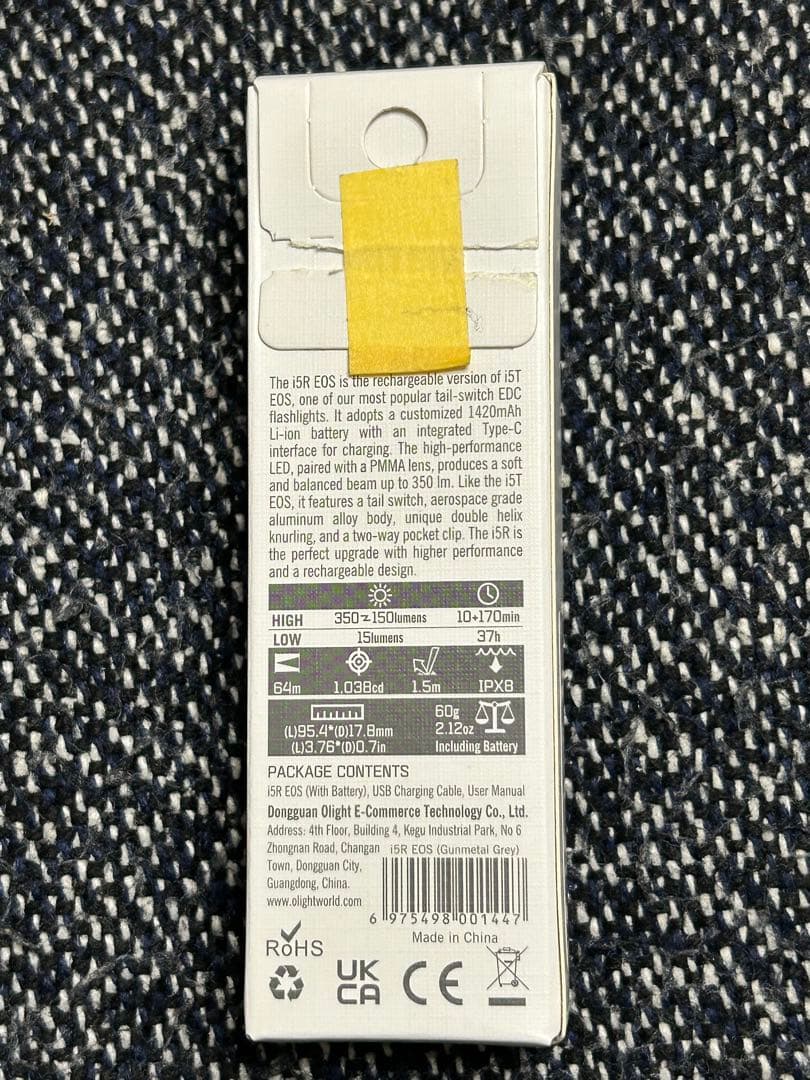 The i5R EOS is the rechargeable version of i5T
EOS, one of our most popular tail-switch EDC
flashlights. It adopts a customized 1420mAh
Li-ion battery with an integrated Type-C
interface for charging. The high-performance
LED, paired with a PMMA lens, produces a soft
and balanced beam up to 350 lm. Like the i5T
EOS, it features a tail switch, aerospace grade
aluminum alloy body, unique double helix
knurling, and a two-way pocket clip. The i5R is
the perfect upgrade with higher performance
and a rechargeable design.
HIGH 350~150lumens 10+170min
LOW 15lumens 37h
64m 1,038cd 1.5m IPX8
(L)95.4*(D)17.8mm
(L)3.76*(D)0.7in
60g
2.12oz
Including Battery
PACKAGE CONTENTS
i5R EOS (With Battery), USB Charging Cable, User Manual
Dongguan Olight E-Commerce Technology Co., Ltd.
Address: 4th Floor, Building 4, Kegu Industrial Park, No 6
Zhongnan Road, Changan
Town, Dongguan City,
Guangdong, China.
www.olightworld.com
i5R EOS (Gunmetal Grey)
6 975498 001447
Made in China
RoHS
UK
CA
CE